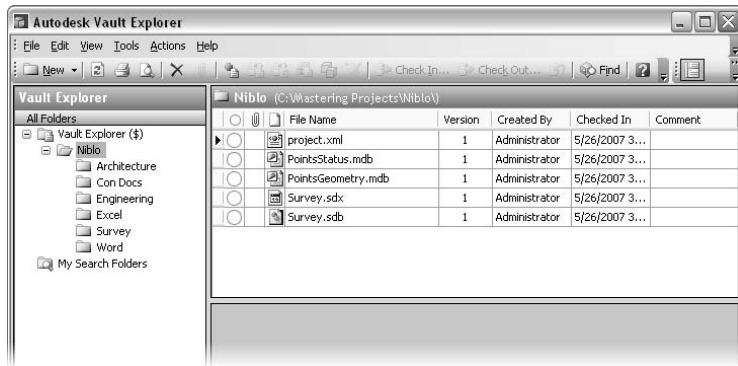 Autodesk Vault Explorer
File Edit View Tools Actions Help
New Check In... Check Out... Find
Vault Explorer
Niblo (C:\Mastering Projects\Niblo\)
All Folders
File Name Version Created By Checked In Comment
Vault Explorer ($)
Niblo
Architecture
Con Docs
Engineering
Excel
Survey
Word
My Search Folders
project.xml 1 Administrator 5/26/2007 3...
PointsStatus.mdb 1 Administrator 5/26/2007 3...
PointsGeometry.mdb 1 Administrator 5/26/2007 3...
Survey.sdx 1 Administrator 5/26/2007 3...
Survey.sdb 1 Administrator 5/26/2007 3...